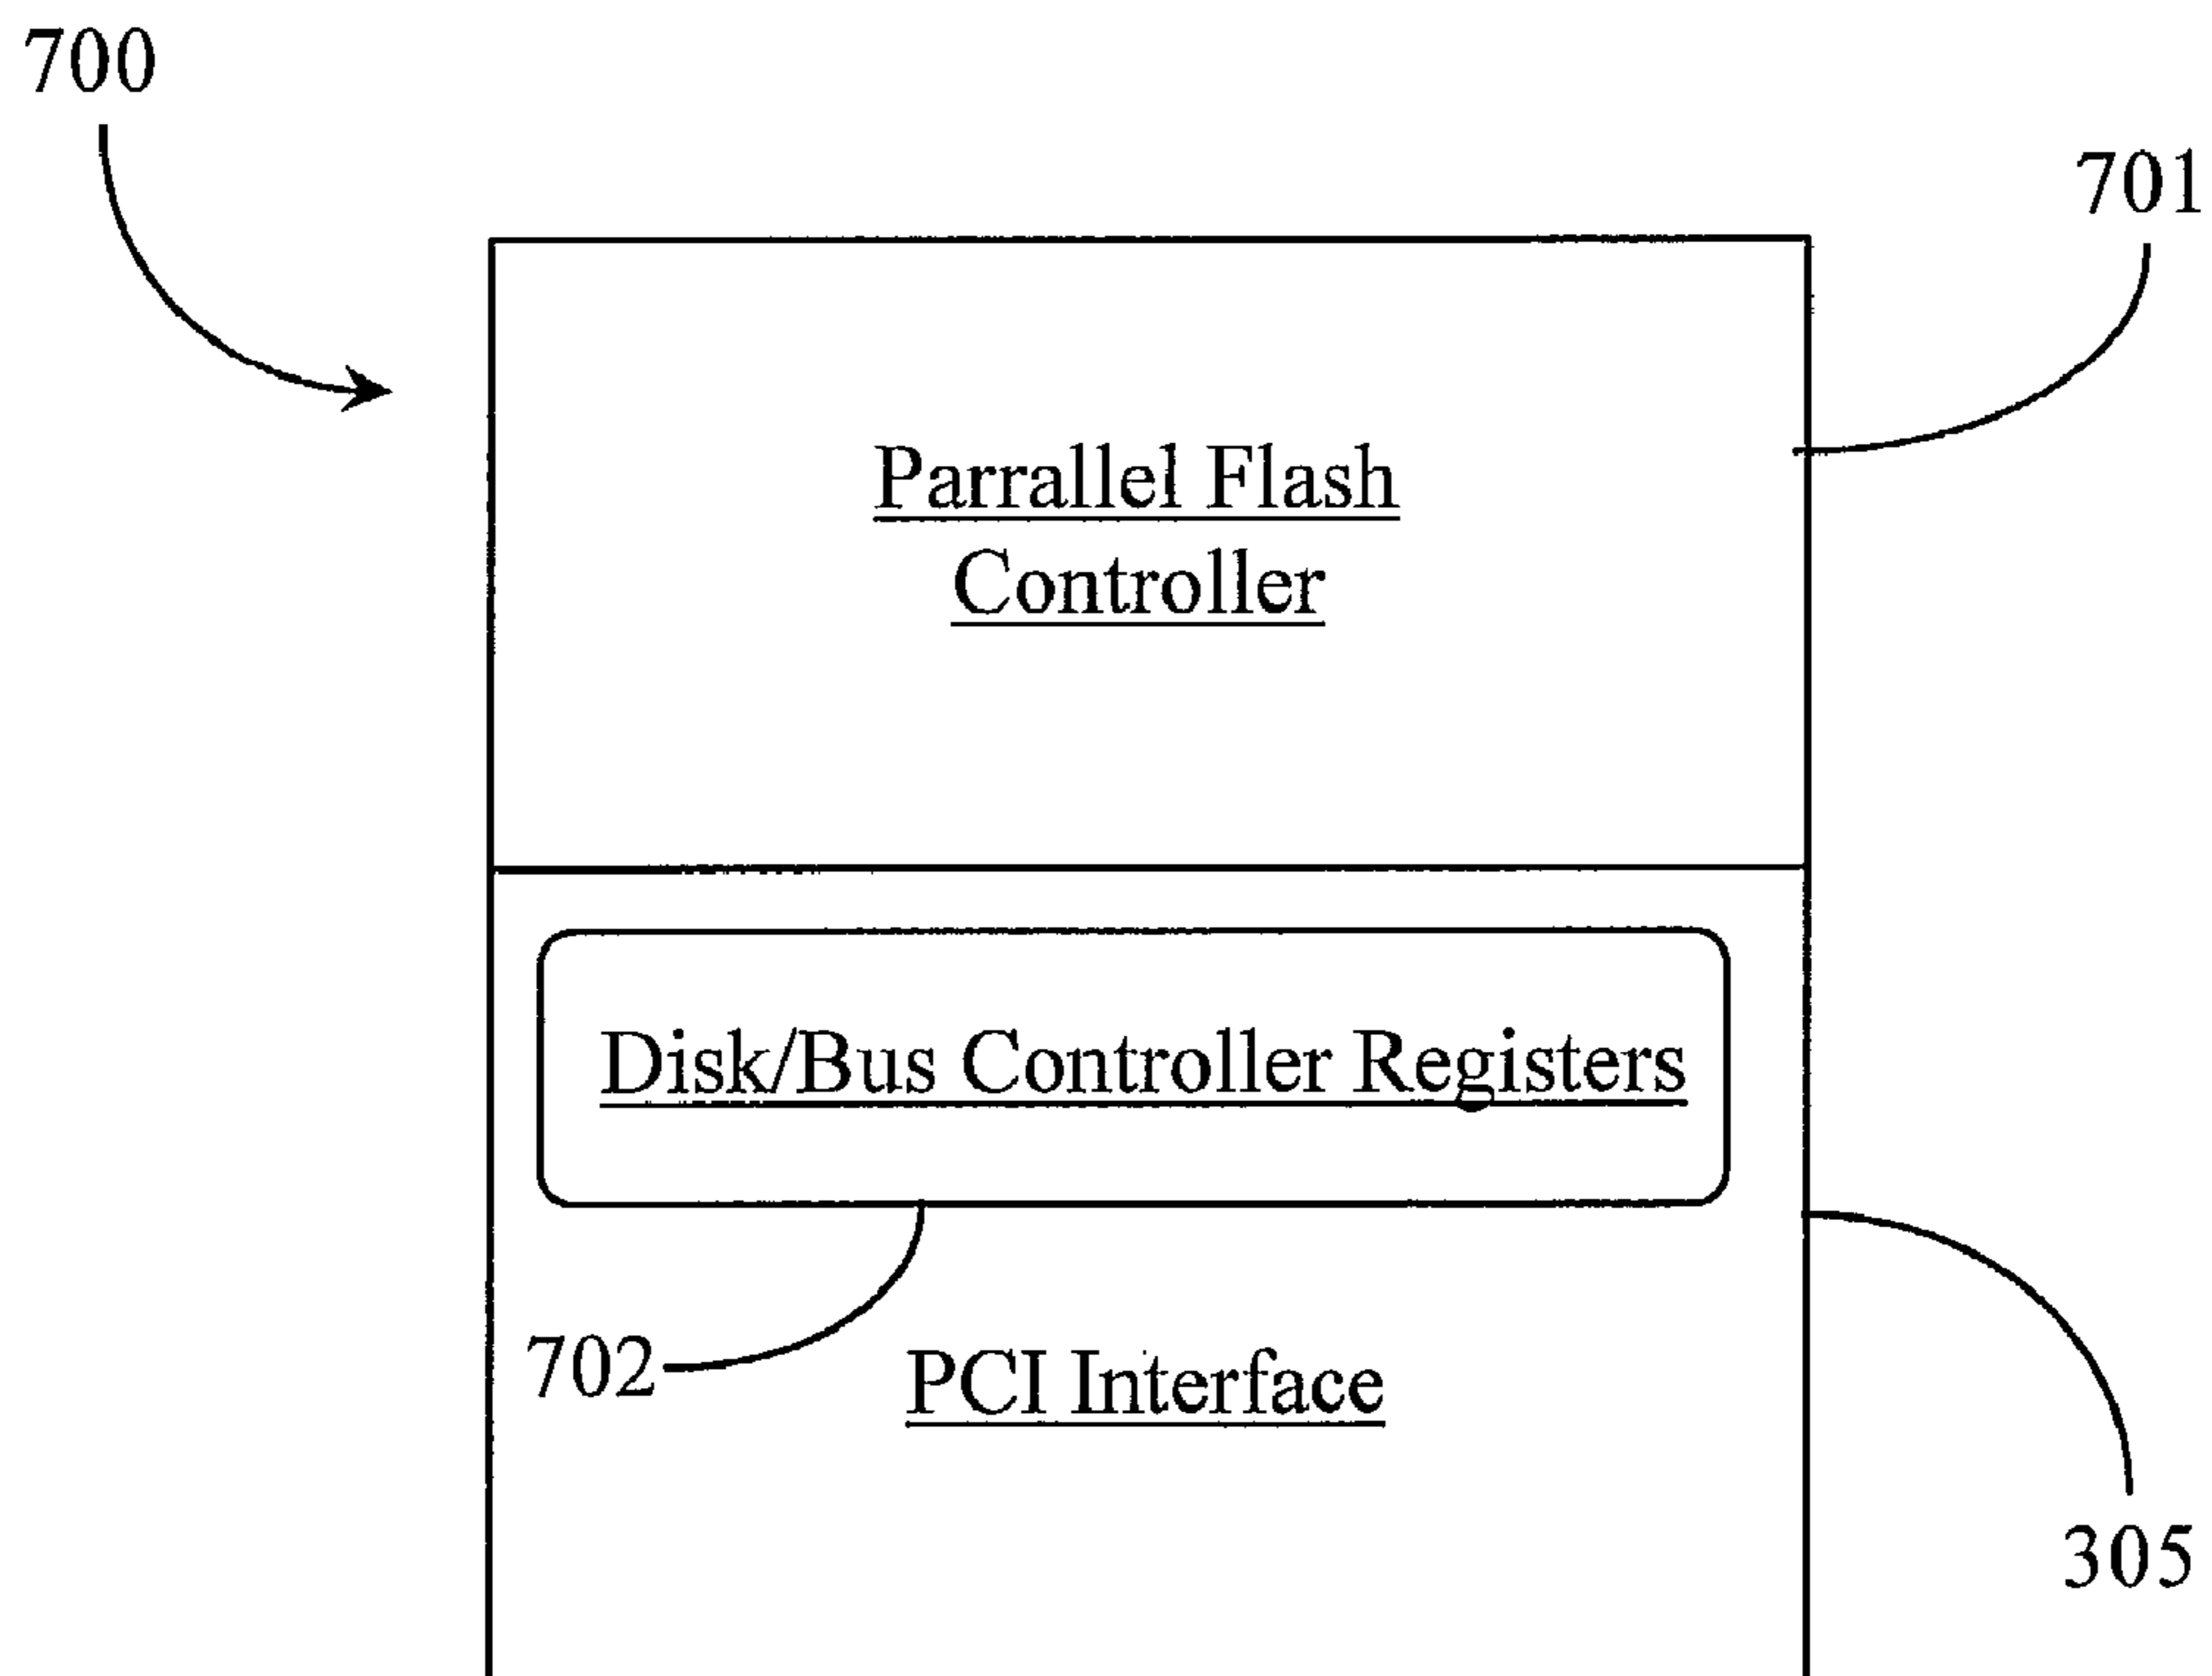 700
701
Parrallel Flash
Controller
Disk/Bus Controller Registers
702
PCI Interface
305